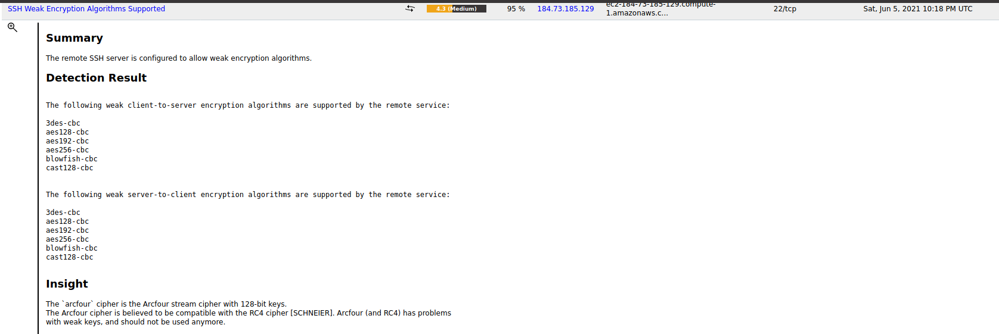 SSH Weak Encryption Algorithms Supported
4.3 (Medium)
95 %
184.73.185.129
ec2-184-73-185-129.compute-
1.amazonaws.c...
22/tcp
Sat, Jun 5, 2021 10:18 PM UTC
Summary
The remote SSH server is configured to allow weak encryption algorithms.
Detection Result
The following weak client-to-server encryption algorithms are supported by the remote service:
3des-cbc
aes128-cbc
aes192-cbc
aes256-cbc
blowfish-cbc
cast128-cbc
The following weak server-to-client encryption algorithms are supported by the remote service:
3des-cbc
aes128-cbc
aes192-cbc
aes256-cbc
blowfish-cbc
cast128-cbc
Insight
The `arcfour` cipher is the Arcfour stream cipher with 128-bit keys.
The Arcfour cipher is believed to be compatible with the RC4 cipher [SCHNEIER]. Arcfour (and RC4) has problems
with weak keys, and should not be used anymore.